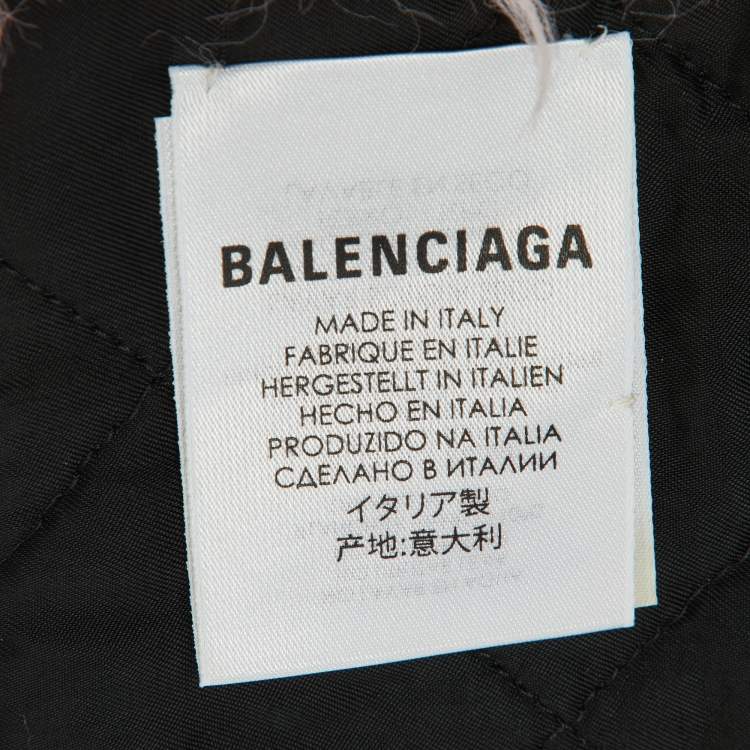 BALENCIAGA
MADE IN ITALY
FABRIQUE EN ITALIE
HERGESTELLT IN ITALIEN
HECHO EN ITALIA
PRODUZIDO NA ITALIA
СДЕЛАНО В ИТАЛИИ
イタリア製
产地:意大利